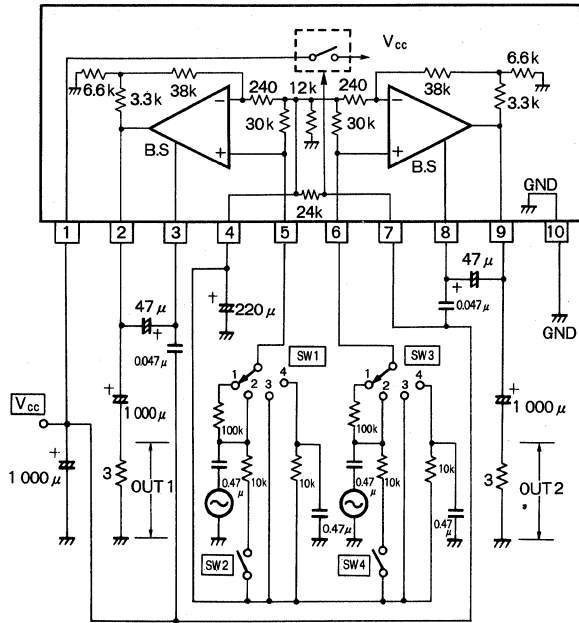 Vcc
6.6k
3.3k
38k
240
12k
240
38k
6.6k
3.3k
30k
30k
−
+
−
+
B.S
B.S
24k
GND
1
2
3
4
5
6
7
8
9
10
47μ
+
0.047μ
+
220μ
47μ
+
0.047μ
GND
SW1
SW3
1
2
3
4
1
2
3
4
Vcc
+
1000μ
+
1000μ
100k
100k
+
1000μ
3
OUT1
0.47μ
10k
10k
0.47μ
0.47μ
10k
10k
0.47μ
3
OUT2
SW2
SW4